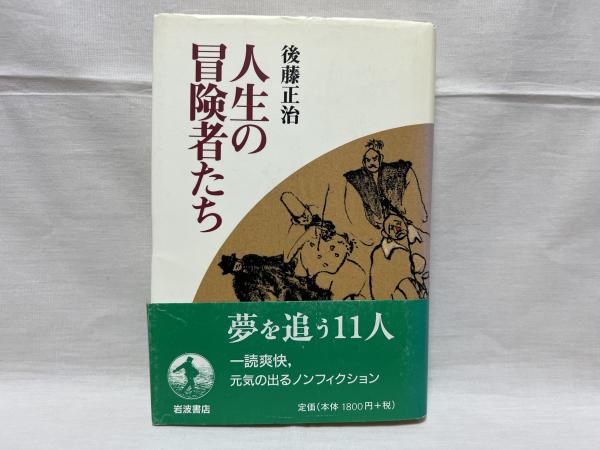 人生の
冒険者たち
後藤正治
夢を追う11人
一読爽快，
元気の出るノンフィクション
岩波書店
定価（本体 1800円＋税）